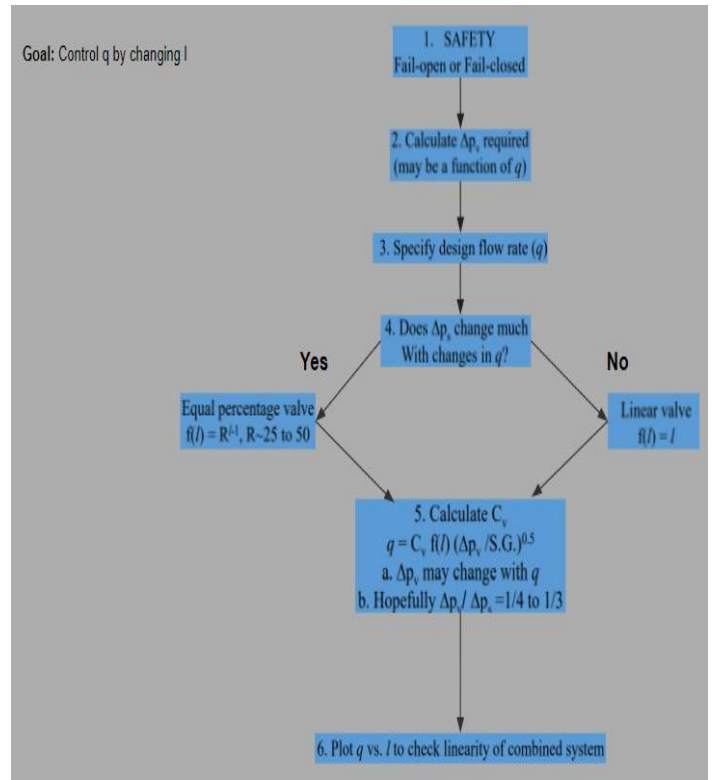 Goal: Control q by changing l
1. SAFETY
Fail-open or Fail-closed
2. Calculate Δpᵥ required
(may be a function of q)
3. Specify design flow rate (q)
4. Does Δpₛ change much
With changes in q?
Yes
No
Equal percentage valve
f(l) = Rˡ⁻¹, R~25 to 50
Linear valve
f(l) = l
5. Calculate Cᵥ
q = Cᵥ f(l) (Δpᵥ /S.G.)⁰·⁵
a. Δpᵥ may change with q
b. Hopefully Δpᵥ/ Δpₛ =1/4 to 1/3
6. Plot q vs. l to check linearity of combined system